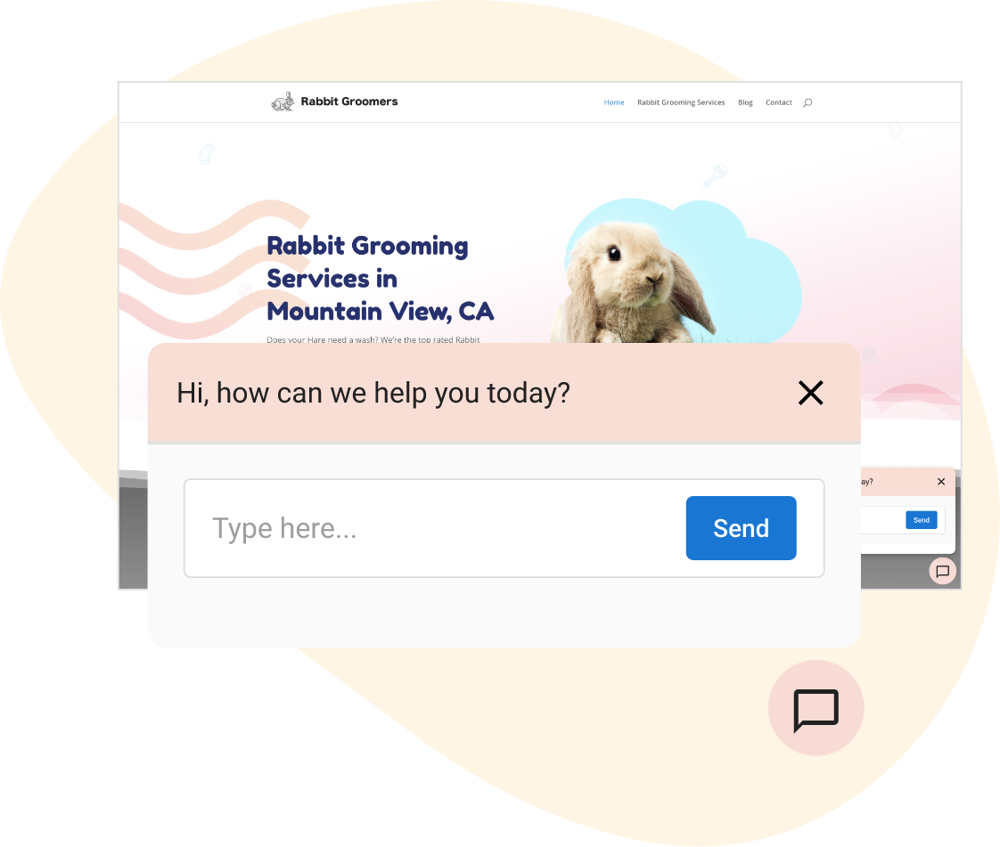 Rabbit Groomers
Home Rabbit Grooming Services Blog Contact
Rabbit Grooming
Services in
Mountain View, CA
Does your Hare need a wash? We're the top rated Rabbit
Hi, how can we help you today?
Type here...
Send
ay?
Send